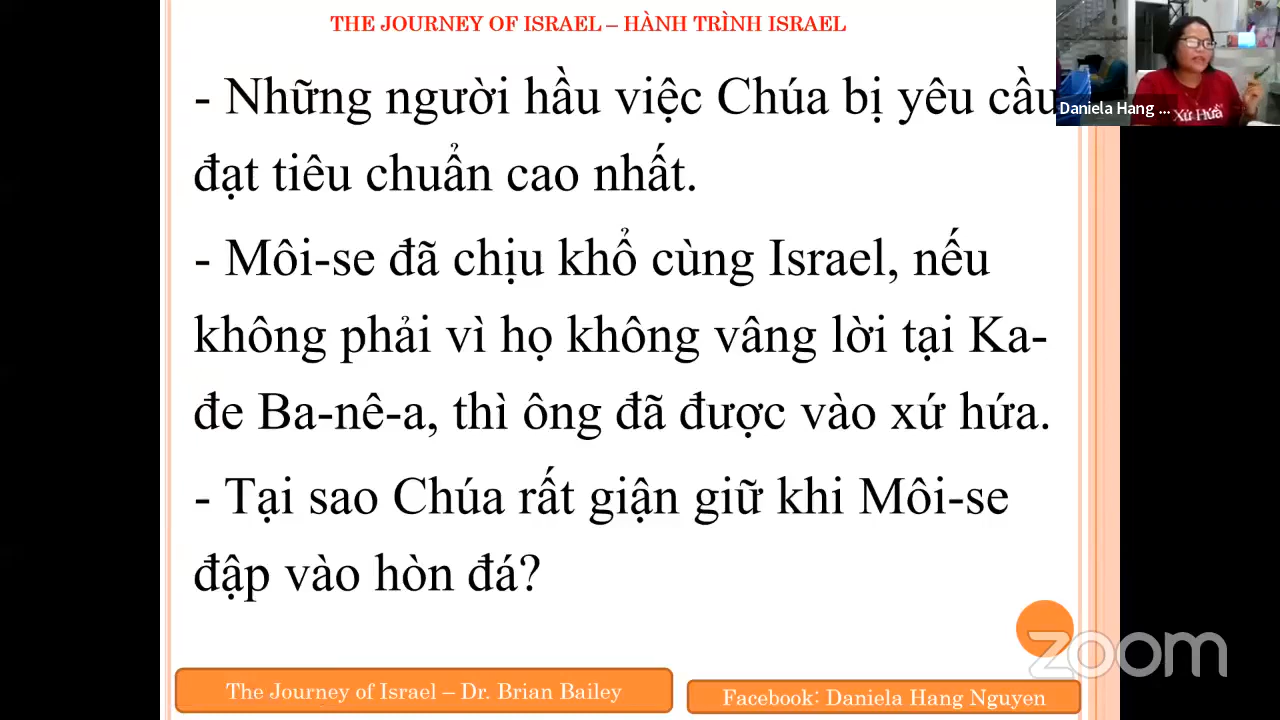 THE JOURNEY OF ISRAEL – HÀNH TRÌNH ISRAEL
- Những người hầu việc Chúa bị yêu cầu
đạt tiêu chuẩn cao nhất.
- Môi-se đã chịu khổ cùng Israel, nếu
không phải vì họ không vâng lời tại Ka-
đe Ba-nê-a, thì ông đã được vào xứ hứa.
- Tại sao Chúa rất giận giữ khi Môi-se
đập vào hòn đá?
Daniela Hang ...
Xứ Hứa
zoom
The Journey of Israel – Dr. Brian Bailey
Facebook: Daniela Hang Nguyen